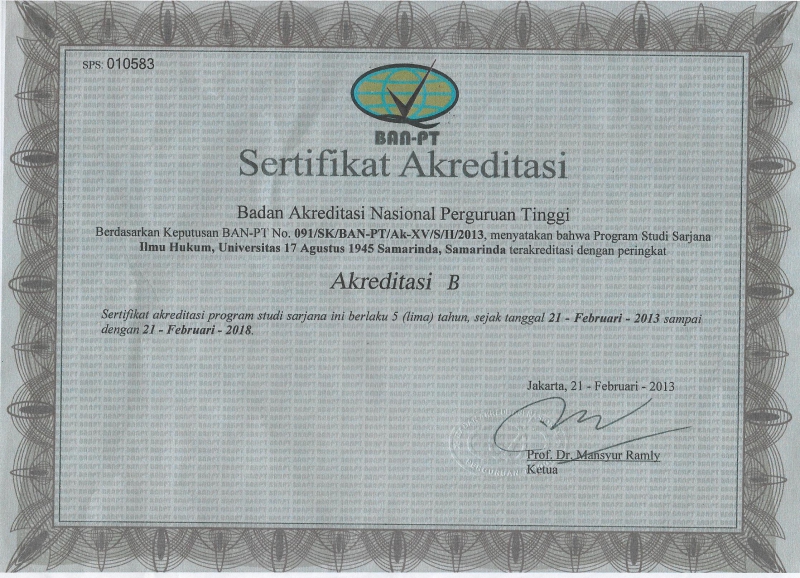 SPS: 010583
BAN-PT
Sertifikat Akreditasi
Badan Akreditasi Nasional Perguruan Tinggi
Berdasarkan Keputusan BAN-PT No. 091/SK/BAN-PT/Ak-XV/S/II/2013, menyatakan bahwa Program Studi Sarjana
Ilmu Hukum, Universitas 17 Agustus 1945 Samarinda, Samarinda terakreditasi dengan peringkat
Akreditasi B
Sertifikat akreditasi program studi sarjana ini berlaku 5 (lima) tahun, sejak tanggal 21 - Februari - 2013 sampai
dengan 21 - Februari - 2018.
Jakarta, 21 - Februari - 2013
Prof. Dr. Mansyur Ramly
Ketua